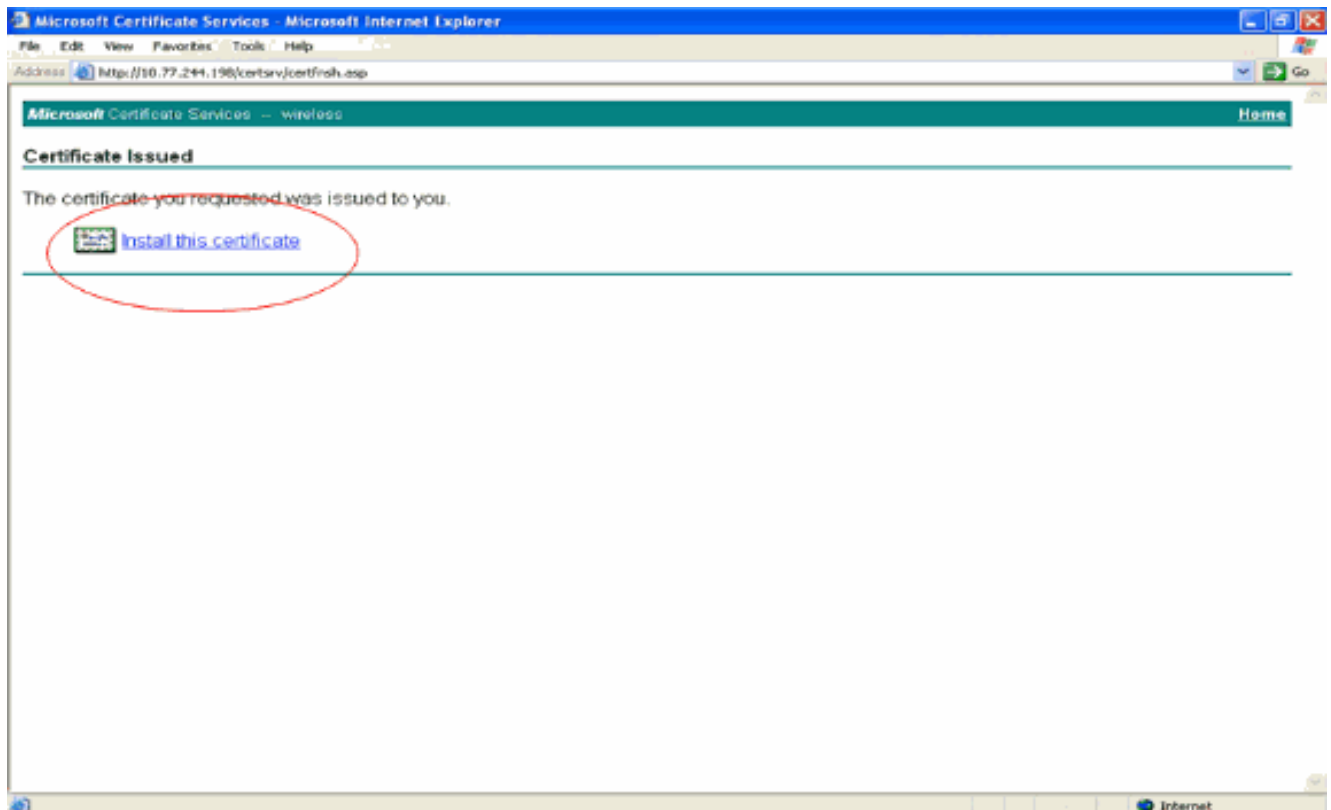 Microsoft Certificate Services - Microsoft Internet Explorer
File Edit View Favorites Tools Help
Address http://10.77.244.198/certsrv/certfnsh.asp Go
Microsoft Certificate Services -- wireless Home
Certificate Issued
The certificate you requested was issued to you.
Install this certificate
Internet